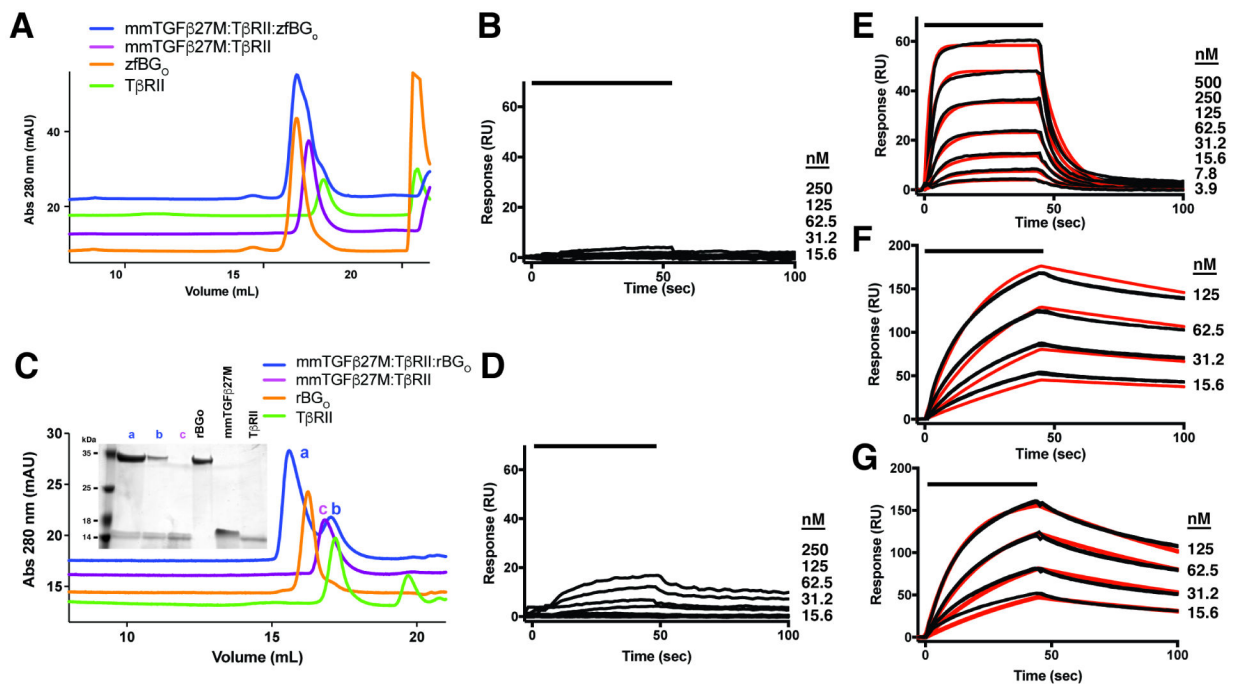 A
mmTGFβ27M:TβRII:zfBGo
mmTGFβ27M:TβRII
zfBGO
TβRII
Abs 280 nm (mAU)
40
20
10
15
20
Volume (mL)
B
Response (RU)
60
40
20
0
0
50
100
Time (sec)
nM
250
125
62.5
31.2
15.6
C
mmTGFβ27M:TβRII:rBGO
mmTGFβ27M:TβRII
rBGO
TβRII
Abs 280 nm (mAU)
30
25
20
15
kDa
35
25
18
14
a
b
c
rBGo
mmTGFβ27M
TβRII
a
c
b
10
15
20
Volume (mL)
D
Response (RU)
60
40
20
0
0
50
100
Time (sec)
nM
250
125
62.5
31.2
15.6
E
Response (RU)
60
40
20
0
0
50
100
Time (sec)
nM
500
250
125
62.5
31.2
15.6
7.8
3.9
F
Response (RU)
200
150
100
50
0
0
50
100
Time (sec)
nM
125
62.5
31.2
15.6
G
Response (RU)
200
150
100
50
0
0
50
100
Time (sec)
nM
125
62.5
31.2
15.6